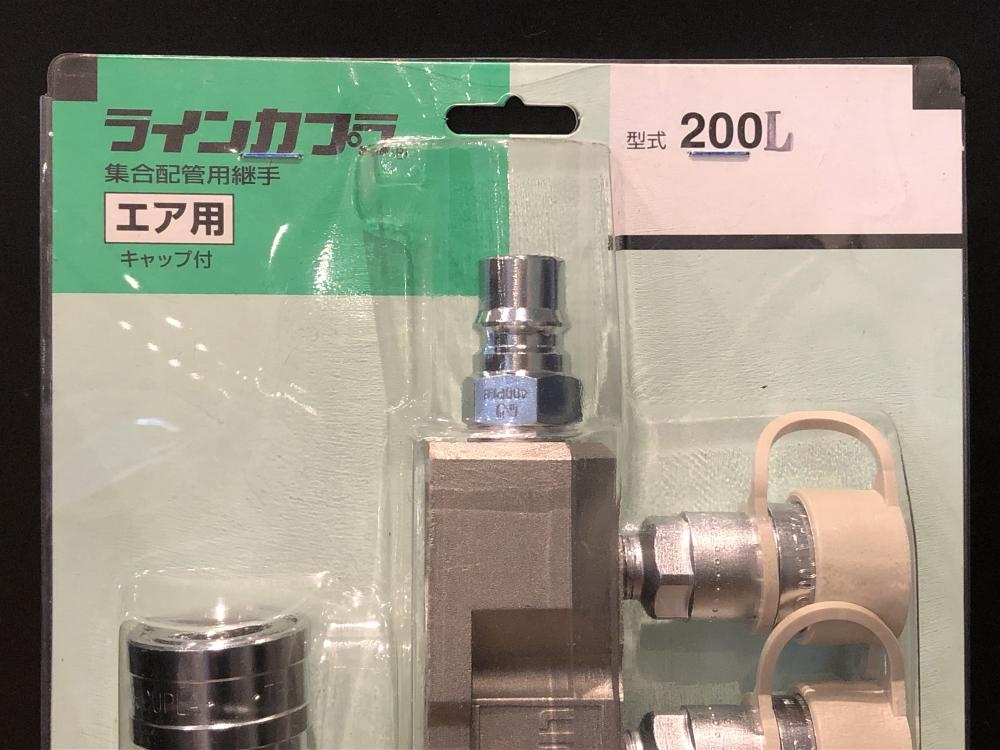 ラインカプラ
集合配管用継手
エア用
キャップ付
型式 200L